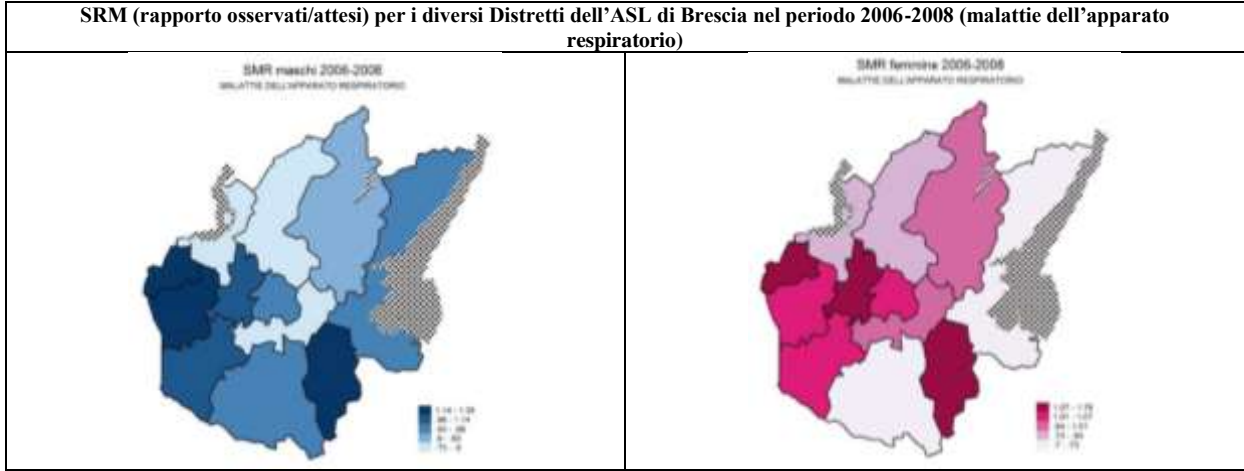 SRM (rapporto osservati/attesi) per i diversi Distretti dell'ASL di Brescia nel periodo 2006-2008 (malattie dell'apparato
respiratorio)
SMR maschi 2006-2008
MALATTIE DELL'APPARATO RESPIRATORIO
SMR femmine 2006-2008
MALATTIE DELL'APPARATO RESPIRATORIO